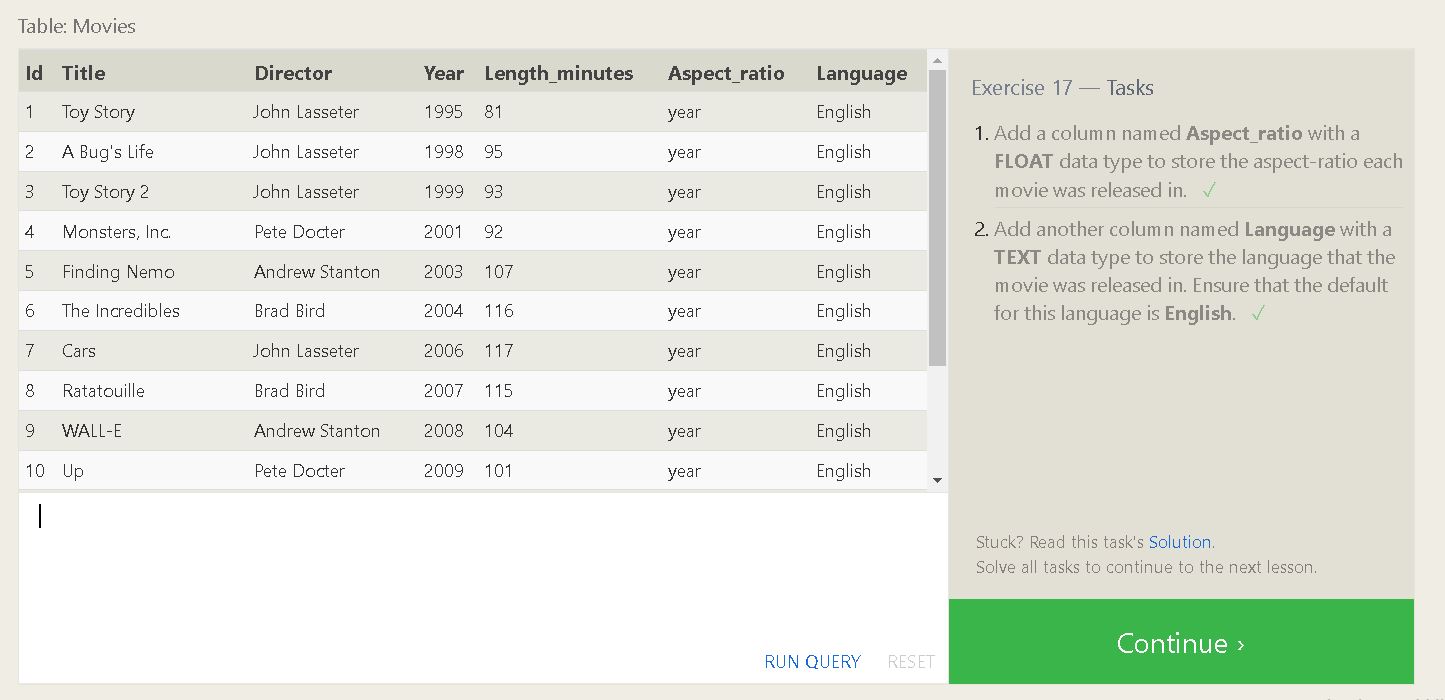 Table: Movies
Id Title Director Year Length_minutes Aspect_ratio Language
1 Toy Story John Lasseter 1995 81 year English
2 A Bug's Life John Lasseter 1998 95 year English
3 Toy Story 2 John Lasseter 1999 93 year English
4 Monsters, Inc. Pete Docter 2001 92 year English
5 Finding Nemo Andrew Stanton 2003 107 year English
6 The Incredibles Brad Bird 2004 116 year English
7 Cars John Lasseter 2006 117 year English
8 Ratatouille Brad Bird 2007 115 year English
9 WALL-E Andrew Stanton 2008 104 year English
10 Up Pete Docter 2009 101 year English
RUN QUERY RESET
Exercise 17 — Tasks
1. Add a column named Aspect_ratio with a
FLOAT data type to store the aspect-ratio each
movie was released in. ✓
2. Add another column named Language with a
TEXT data type to store the language that the
movie was released in. Ensure that the default
for this language is English. ✓
Stuck? Read this task's Solution.
Solve all tasks to continue to the next lesson.
Continue ›